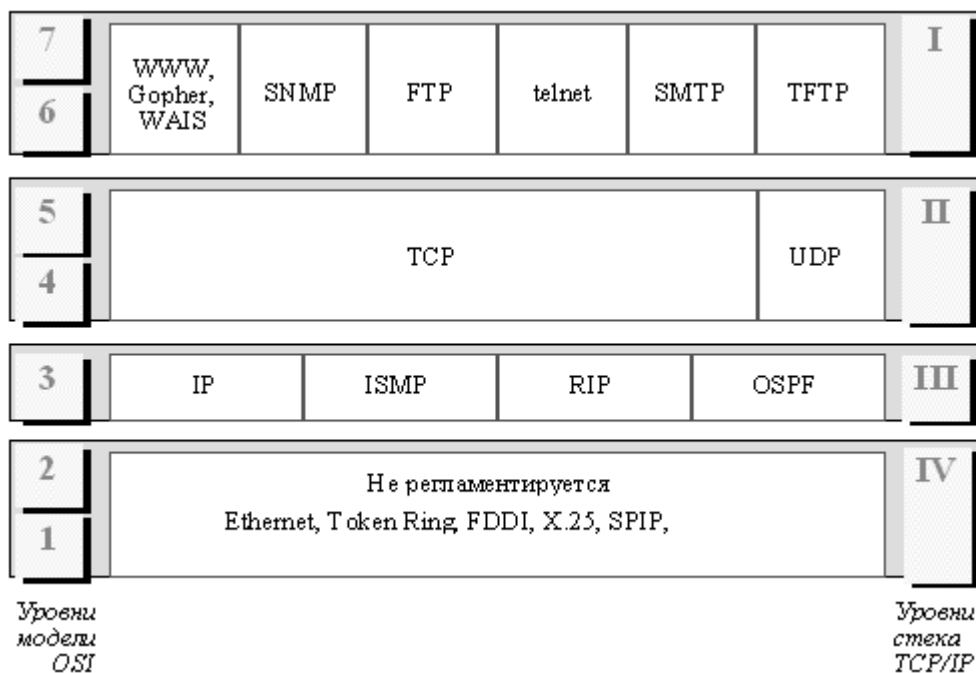 7
6
WWW,
Gopher,
WAIS
SNMP
FTP
telnet
SMTP
TFTP
I
5
4
TCP
UDP
II
3
IP
ISMP
RIP
OSPF
III
2
1
Не регламентируется
Ethernet, Token Ring, FDDI, X.25, SPIP,
IV
Уровни
модели
OSI
Уровни
стека
TCP/IP